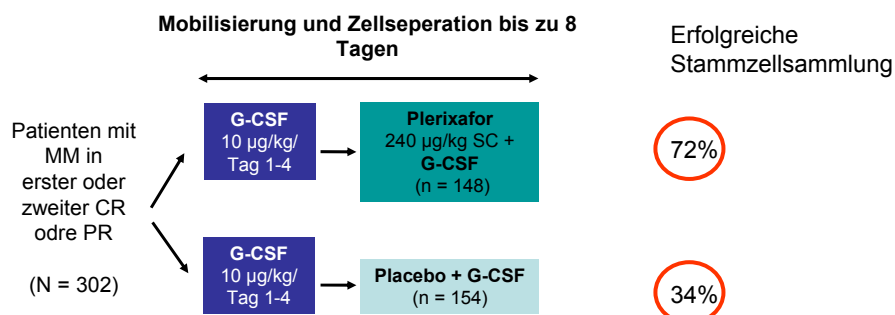 Mobilisierung und Zellseperation bis zu 8
Tagen
Erfolgreiche
Stammzellsammlung
Patienten mit
MM in
erster oder
zweiter CR
odre PR
(N = 302)
G-CSF
10 µg/kg/
Tag 1-4
Plerixafor
240 µg/kg SC +
G-CSF
(n = 148)
72%
G-CSF
10 µg/kg/
Tag 1-4
Placebo + G-CSF
(n = 154)
34%